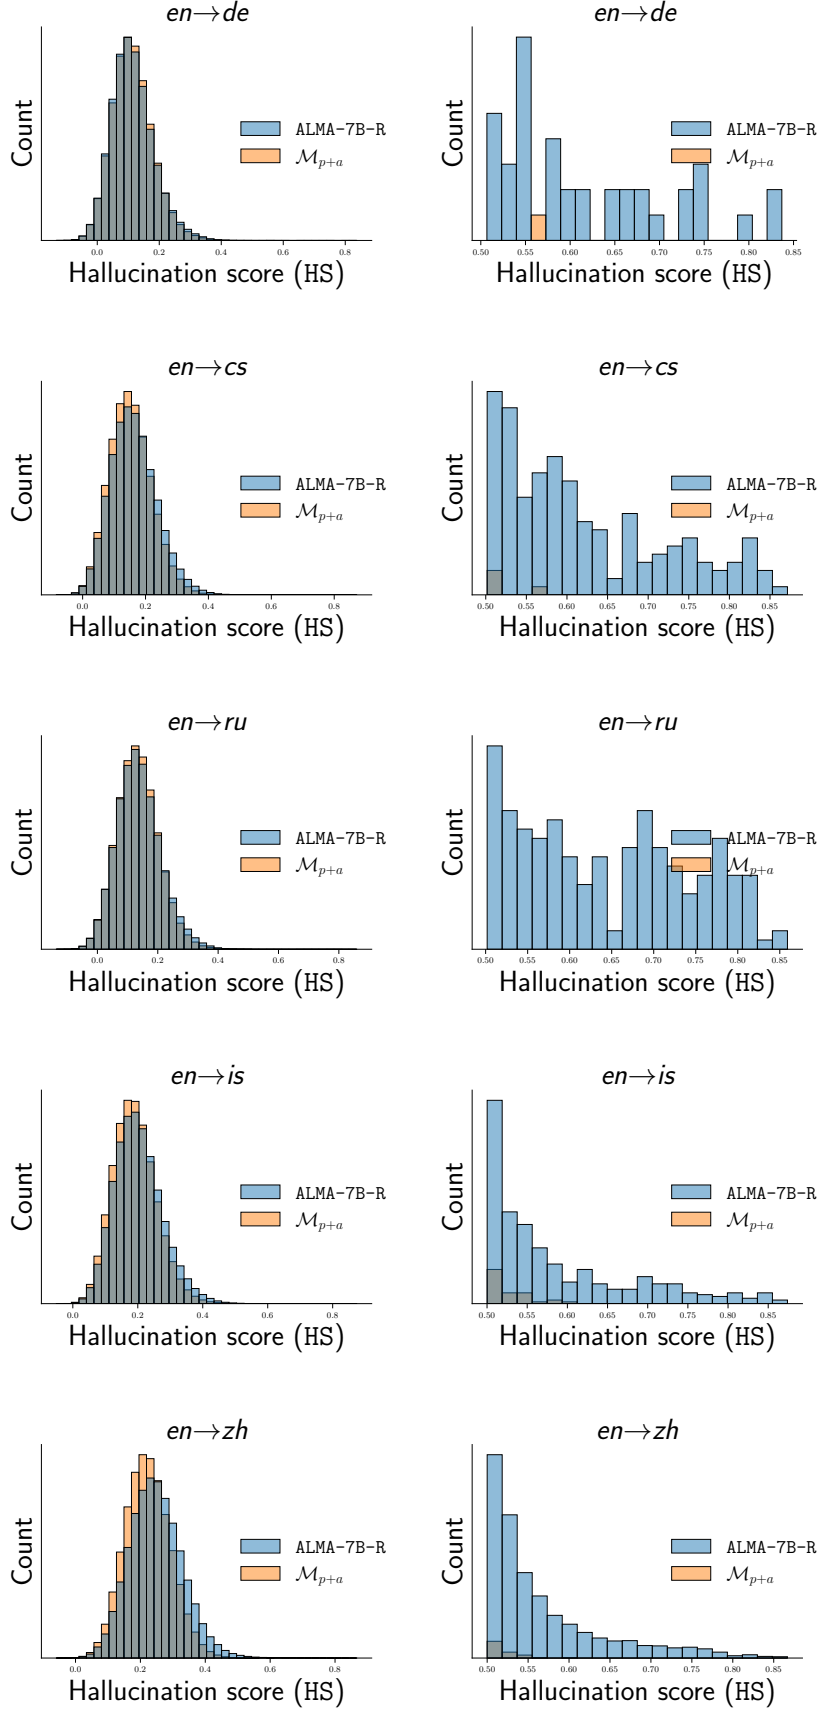 en→de
Count
ALMA-7B-R
𝓜p+a
0.0 0.2 0.4 0.6 0.8
Hallucination score (HS)
en→de
Count
ALMA-7B-R
𝓜p+a
0.50 0.55 0.60 0.65 0.70 0.75 0.80 0.85
Hallucination score (HS)
en→cs
Count
ALMA-7B-R
𝓜p+a
0.0 0.2 0.4 0.6 0.8
Hallucination score (HS)
en→cs
Count
ALMA-7B-R
𝓜p+a
0.50 0.55 0.60 0.65 0.70 0.75 0.80 0.85
Hallucination score (HS)
en→ru
Count
ALMA-7B-R
𝓜p+a
0.0 0.2 0.4 0.6 0.8
Hallucination score (HS)
en→ru
Count
ALMA-7B-R
𝓜p+a
0.50 0.55 0.60 0.65 0.70 0.75 0.80 0.85
Hallucination score (HS)
en→is
Count
ALMA-7B-R
𝓜p+a
0.0 0.2 0.4 0.6 0.8
Hallucination score (HS)
en→is
Count
ALMA-7B-R
𝓜p+a
0.50 0.55 0.60 0.65 0.70 0.75 0.80 0.85
Hallucination score (HS)
en→zh
Count
ALMA-7B-R
𝓜p+a
0.0 0.2 0.4 0.6 0.8
Hallucination score (HS)
en→zh
Count
ALMA-7B-R
𝓜p+a
0.50 0.55 0.60 0.65 0.70 0.75 0.80 0.85
Hallucination score (HS)